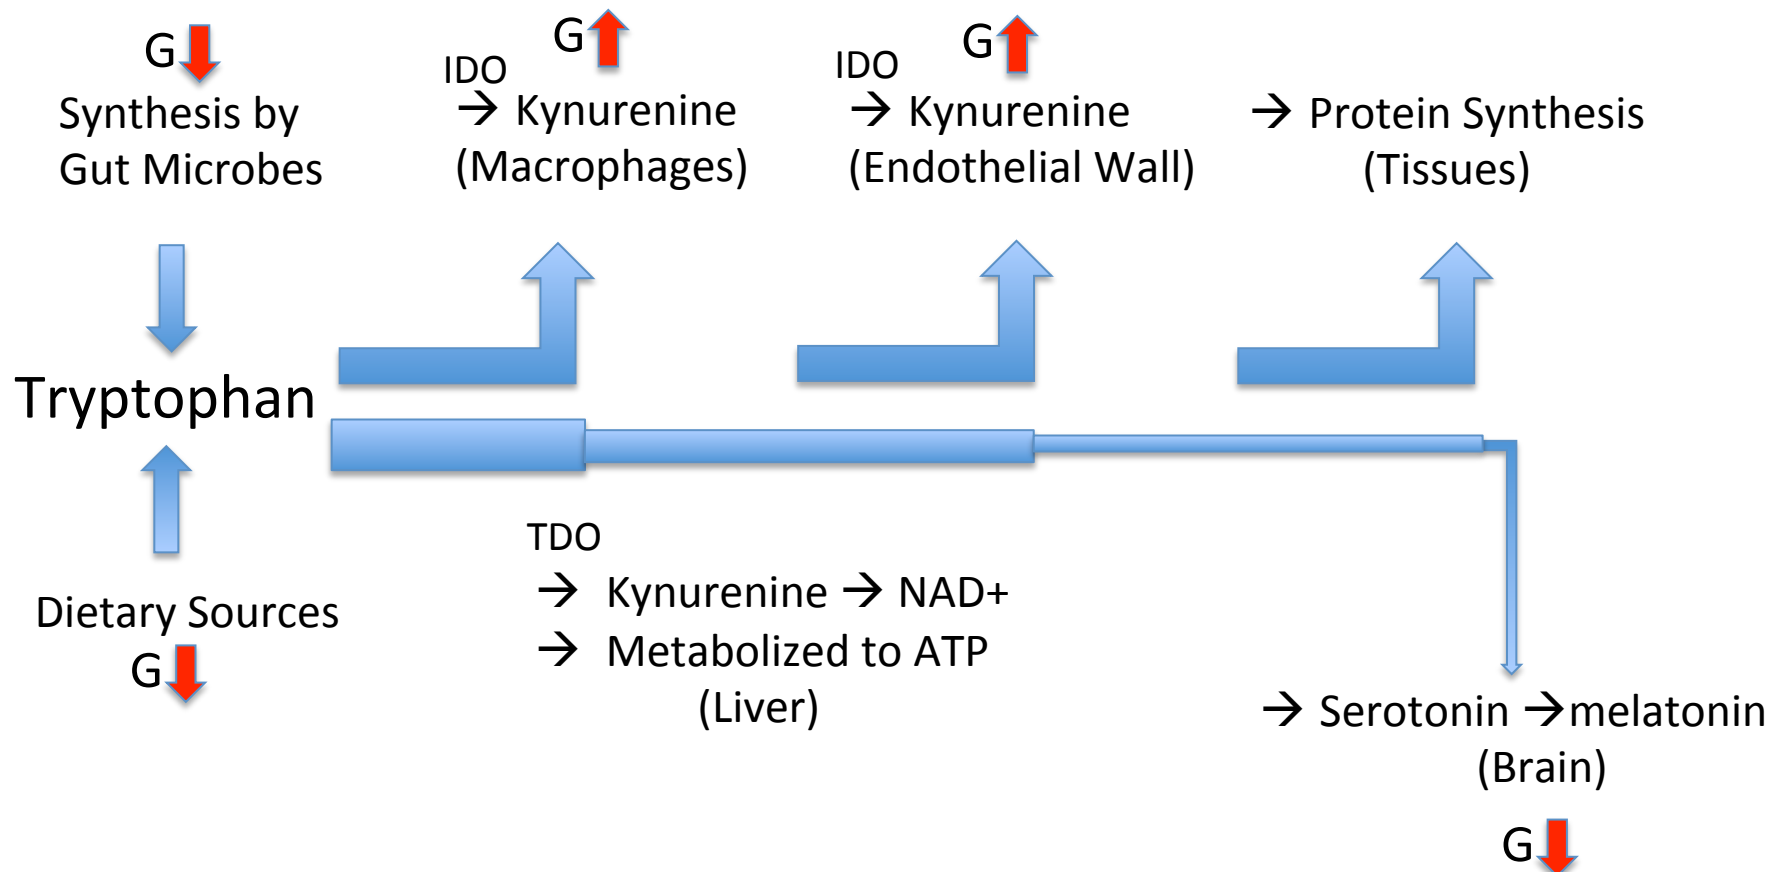 G
Synthesis by
Gut Microbes
IDO
G
→ Kynurenine
(Macrophages)
IDO
G
→ Kynurenine
(Endothelial Wall)
→ Protein Synthesis
(Tissues)
Tryptophan
Dietary Sources
G
TDO
→ Kynurenine → NAD+
→ Metabolized to ATP
(Liver)
→ Serotonin →melatonin
(Brain)
G